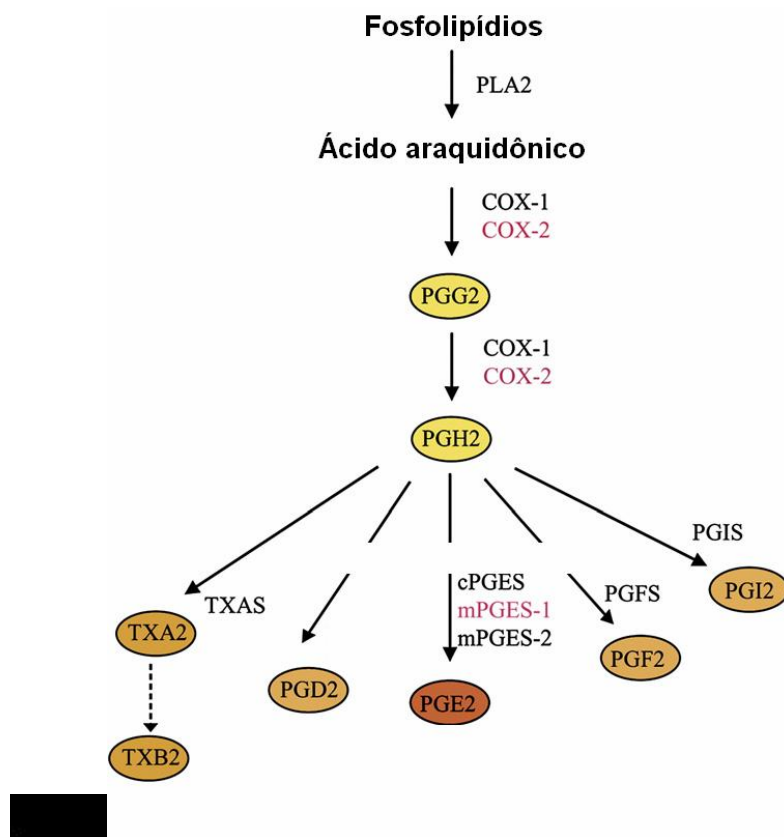 Fosfolipídios
PLA2
Ácido araquidônico
COX-1
COX-2
PGG2
COX-1
COX-2
PGH2
PGIS
PGI2
cPGES
mPGES-1
mPGES-2
PGFS
TXAS
TXA2
PGF2
PGD2
PGE2
TXB2